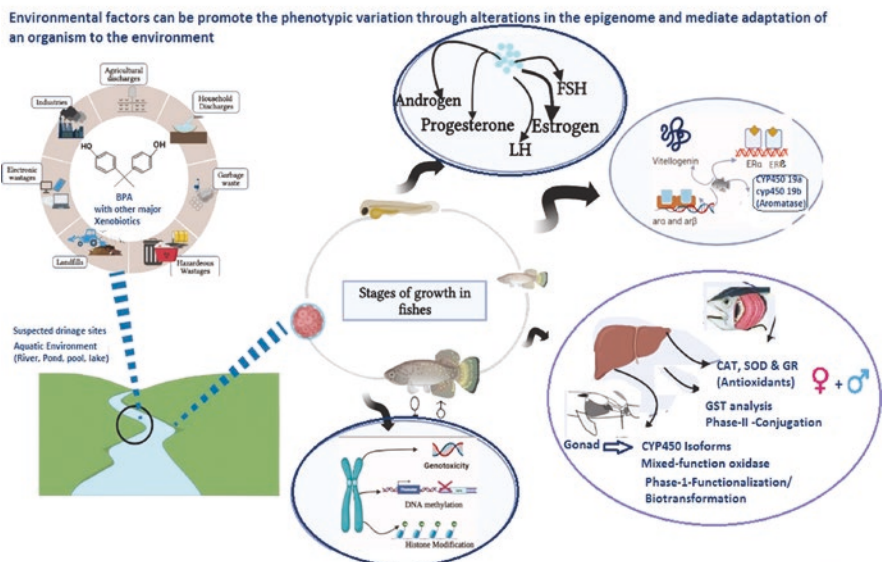 Environmental factors can be promote the phenotypic variation through alterations in the epigenome and mediate adaptation of
an organism to the environment
Agricultural
discharges
Industries
Household
Discharges
HO
OH
Electronic
wastages
BPA
with other major
Xenobiotics
Garbage
waste
Landfills
Hazardeous
Wastages
Suspected drinage sites
Aquatic Environment
(River, Pond, pool, lake)
Androgen
Progesterone
LH
Estrogen
FSH
Vitellogenin
ERα
ERß
CYP450 19a
cyp450 19b
(Aromatase)
arα and arβ
Stages of growth in
fishes
CAT, SOD & GR
(Antioxidants)
♀ + ♂
GST analysis
Phase-II -Conjugation
Gonad
CYP450 Isoforms
Mixed-function oxidase
Phase-1-Functionalization/
Biotransformation
♀ ♂
Genotoxicity
DNA methylation
Histone Modification